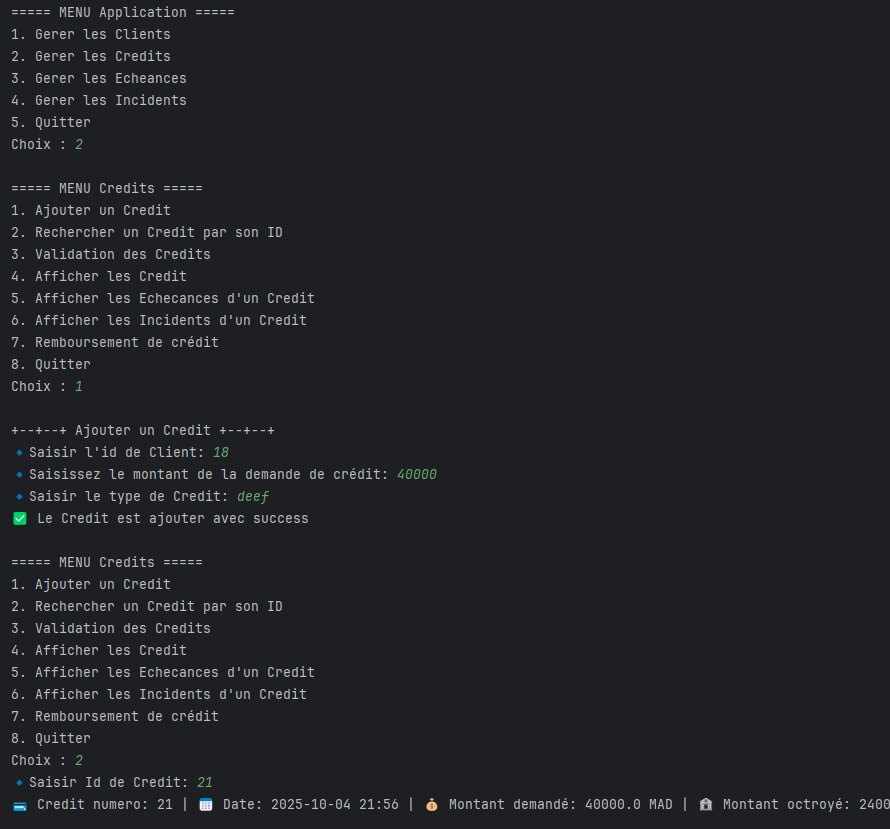 ===== MENU Application =====
1. Gerer les Clients
2. Gerer les Credits
3. Gerer les Echeances
4. Gerer les Incidents
5. Quitter
Choix : 2
===== MENU Credits =====
1. Ajouter un Credit
2. Rechercher un Credit par son ID
3. Validation des Credits
4. Afficher les Credit
5. Afficher les Echecances d'un Credit
6. Afficher les Incidents d'un Credit
7. Remboursement de crédit
8. Quitter
Choix : 1
+--+--+ Ajouter un Credit +--+--+
🔹Saisir l'id de Client: 18
🔹Saisissez le montant de la demande de crédit: 40000
🔹Saisir le type de Credit: deef
✅ Le Credit est ajouter avec success
===== MENU Credits =====
1. Ajouter un Credit
2. Rechercher un Credit par son ID
3. Validation des Credits
4. Afficher les Credit
5. Afficher les Echecances d'un Credit
6. Afficher les Incidents d'un Credit
7. Remboursement de crédit
8. Quitter
Choix : 2
🔹Saisir Id de Credit: 21
💳 Credit numero: 21 | 📅 Date: 2025-10-04 21:56 | 💰 Montant demandé: 40000.0 MAD | 🏦 Montant octroyé: 2400